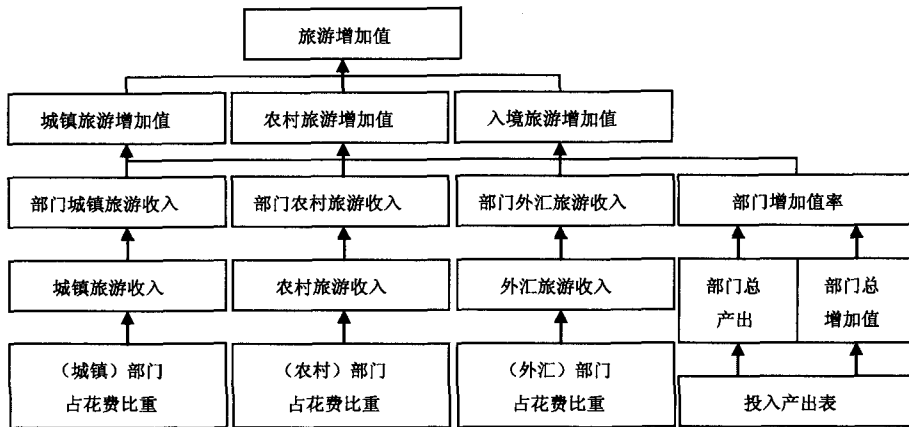 旅游增加值
城镇旅游增加值
农村旅游增加值
入境旅游增加值
部门城镇旅游收入
部门农村旅游收入
部门外汇旅游收入
部门增加值率
城镇旅游收入
农村旅游收入
外汇旅游收入
部门总
产出
部门总
增加值
（城镇）部门
占花费比重
（农村）部门
占花费比重
（外汇）部门
占花费比重
投入产出表